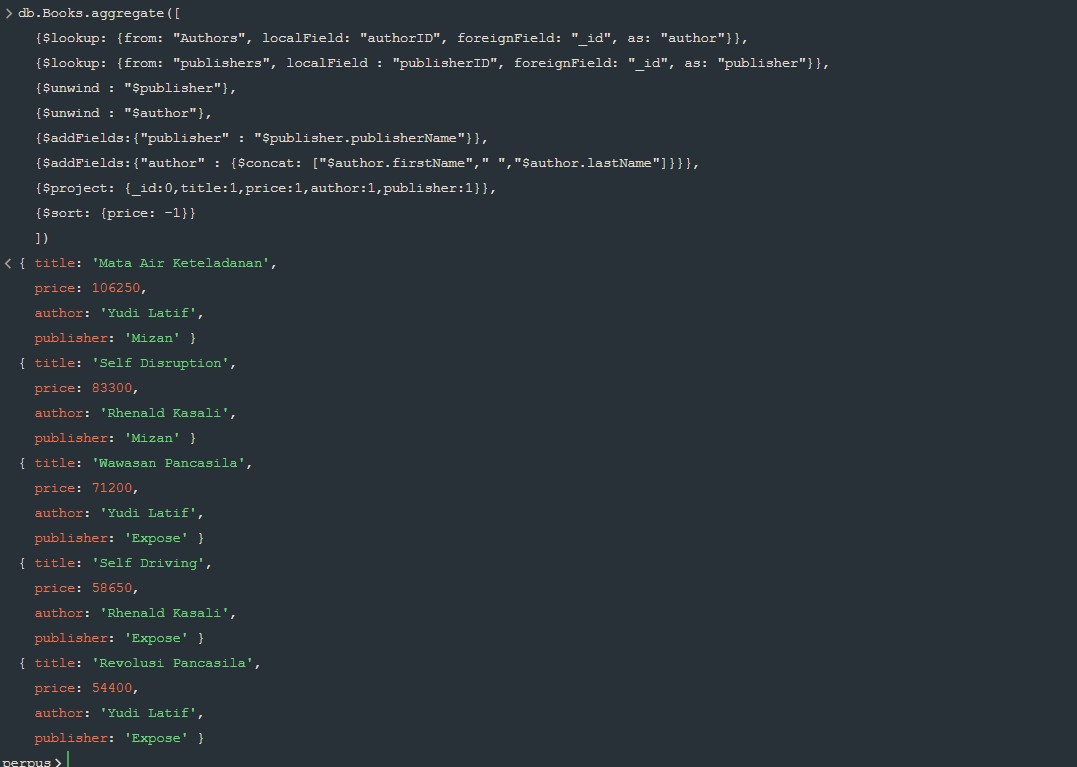 > db.Books.aggregate([
{$lookup: {from: "Authors", localField: "authorID", foreignField: "_id", as: "author"}},
{$lookup: {from: "publishers", localField : "publisherID", foreignField: "_id", as: "publisher"}},
{$unwind : "$publisher"},
{$unwind : "$author"},
{$addFields:{"publisher" : "$publisher.publisherName"}},
{$addFields:{"author" : {$concat: ["$author.firstName"," ","$author.lastName"]}}},
{$project: {_id:0,title:1,price:1,author:1,publisher:1}},
{$sort: {price: -1}}
])
< { title: 'Mata Air Keteladanan',
price: 106250,
author: 'Yudi Latif',
publisher: 'Mizan' }
{ title: 'Self Disruption',
price: 83300,
author: 'Rhenald Kasali',
publisher: 'Mizan' }
{ title: 'Wawasan Pancasila',
price: 71200,
author: 'Yudi Latif',
publisher: 'Expose' }
{ title: 'Self Driving',
price: 58650,
author: 'Rhenald Kasali',
publisher: 'Expose' }
{ title: 'Revolusi Pancasila',
price: 54400,
author: 'Yudi Latif',
publisher: 'Expose' }
perpus>